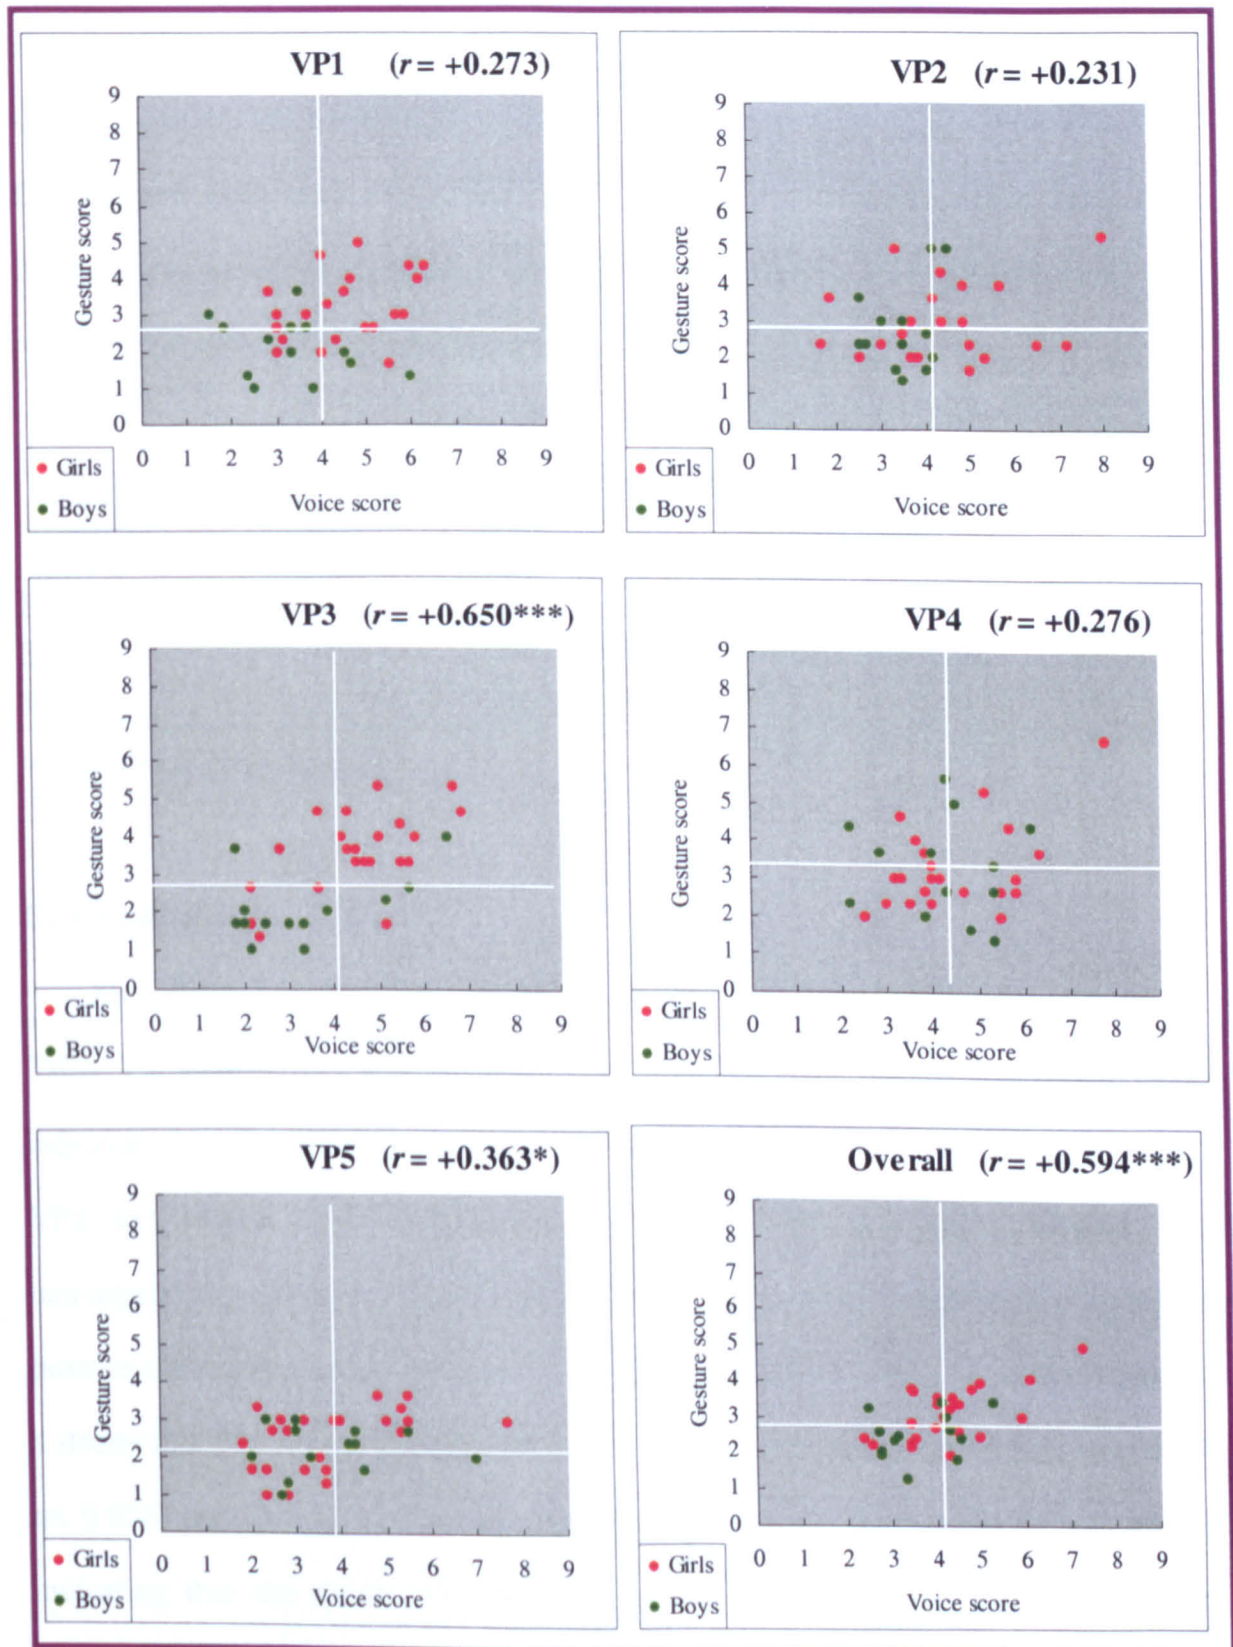 VP1 (r = +0.273)
9
8
7
6
5
4
3
2
1
0
Gesture score
0 1 2 3 4 5 6 7 8 9
Voice score
Girls
Boys
VP2 (r = +0.231)
9
8
7
6
5
4
3
2
1
0
Gesture score
0 1 2 3 4 5 6 7 8 9
Voice score
Girls
Boys
VP3 (r = +0.650***)
9
8
7
6
5
4
3
2
1
0
Gesture score
0 1 2 3 4 5 6 7 8 9
Voice score
Girls
Boys
VP4 (r = +0.276)
9
8
7
6
5
4
3
2
1
0
Gesture score
0 1 2 3 4 5 6 7 8 9
Voice score
Girls
Boys
VP5 (r = +0.363*)
9
8
7
6
5
4
3
2
1
0
Gesture score
0 1 2 3 4 5 6 7 8 9
Voice score
Girls
Boys
Overall (r = +0.594***)
9
8
7
6
5
4
3
2
1
0
Gesture score
0 1 2 3 4 5 6 7 8 9
Voice score
Girls
Boys